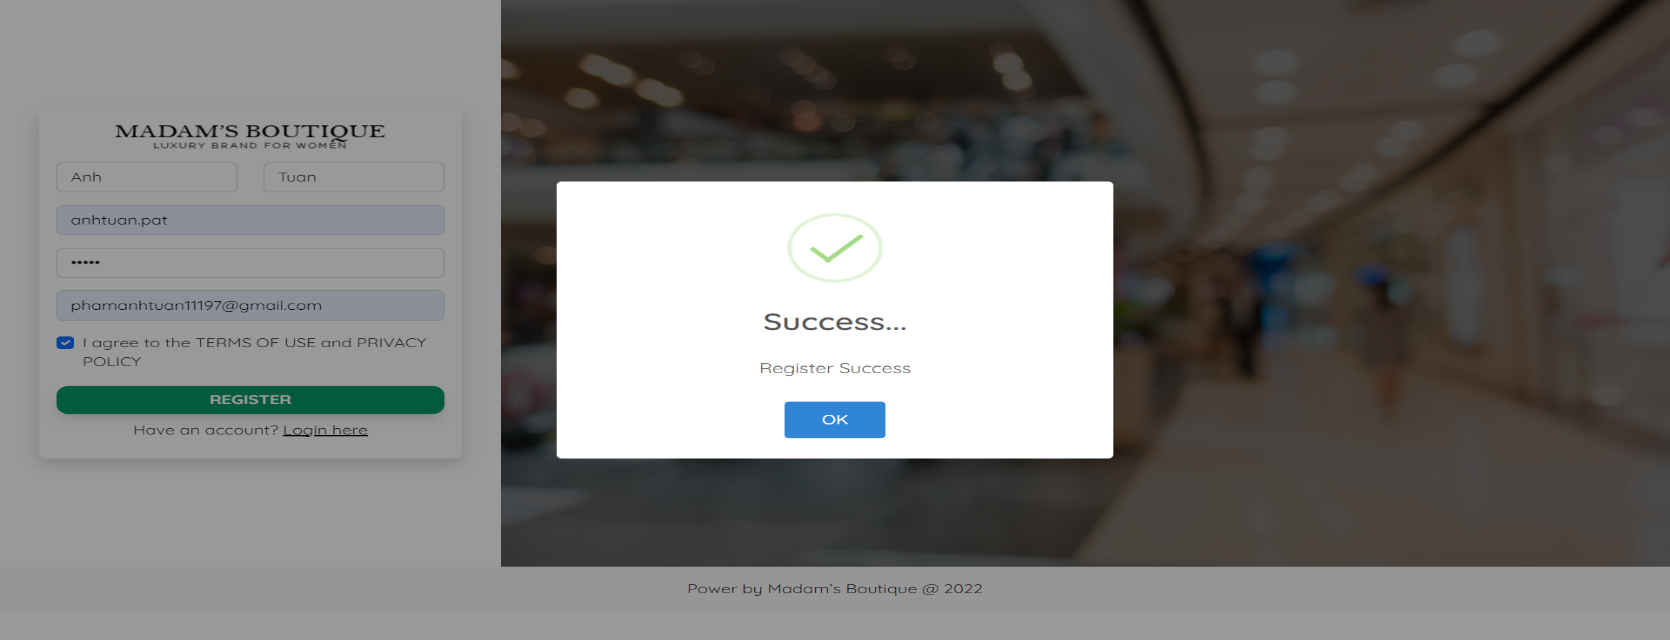 MADAM'S BOUTIQUE
LUXURY BRAND FOR WOMEN
Anh
Tuan
anhtuan.pat
•••••
phamanhtuan11197@gmail.com
I agree to the TERMS OF USE and PRIVACY
POLICY
REGISTER
Have an account? Login here
Success...
Register Success
OK
Power by Madam's Boutique @ 2022